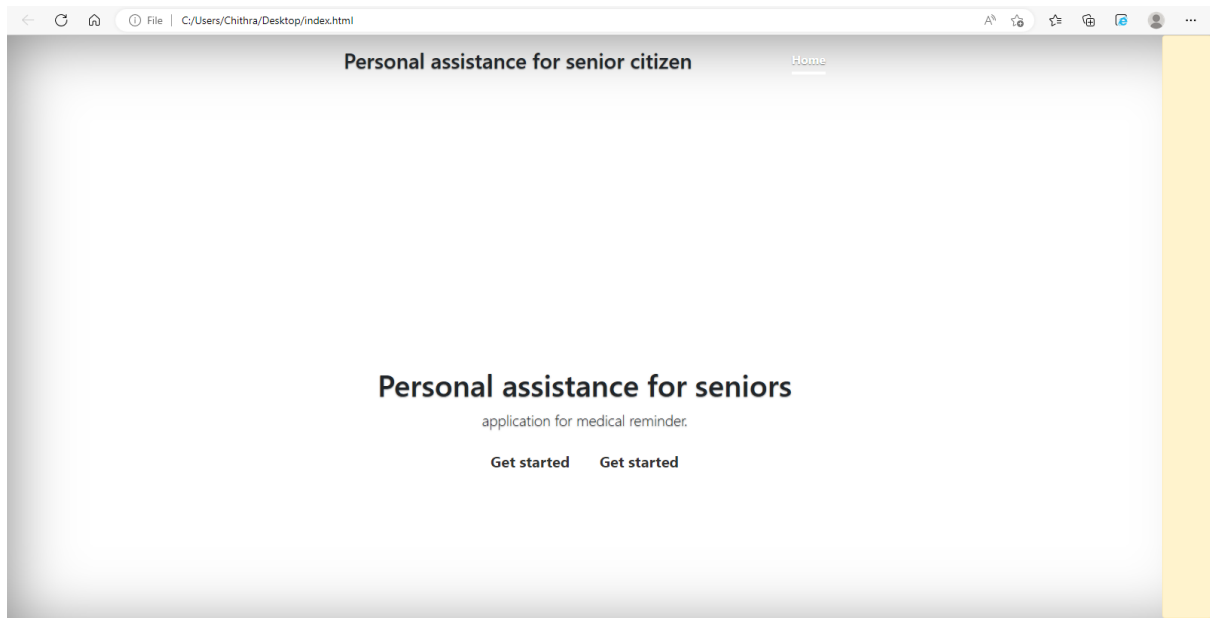 File | C:/Users/Chithra/Desktop/index.html
Personal assistance for senior citizen Home
Personal assistance for seniors
application for medical reminder.
Get started Get started